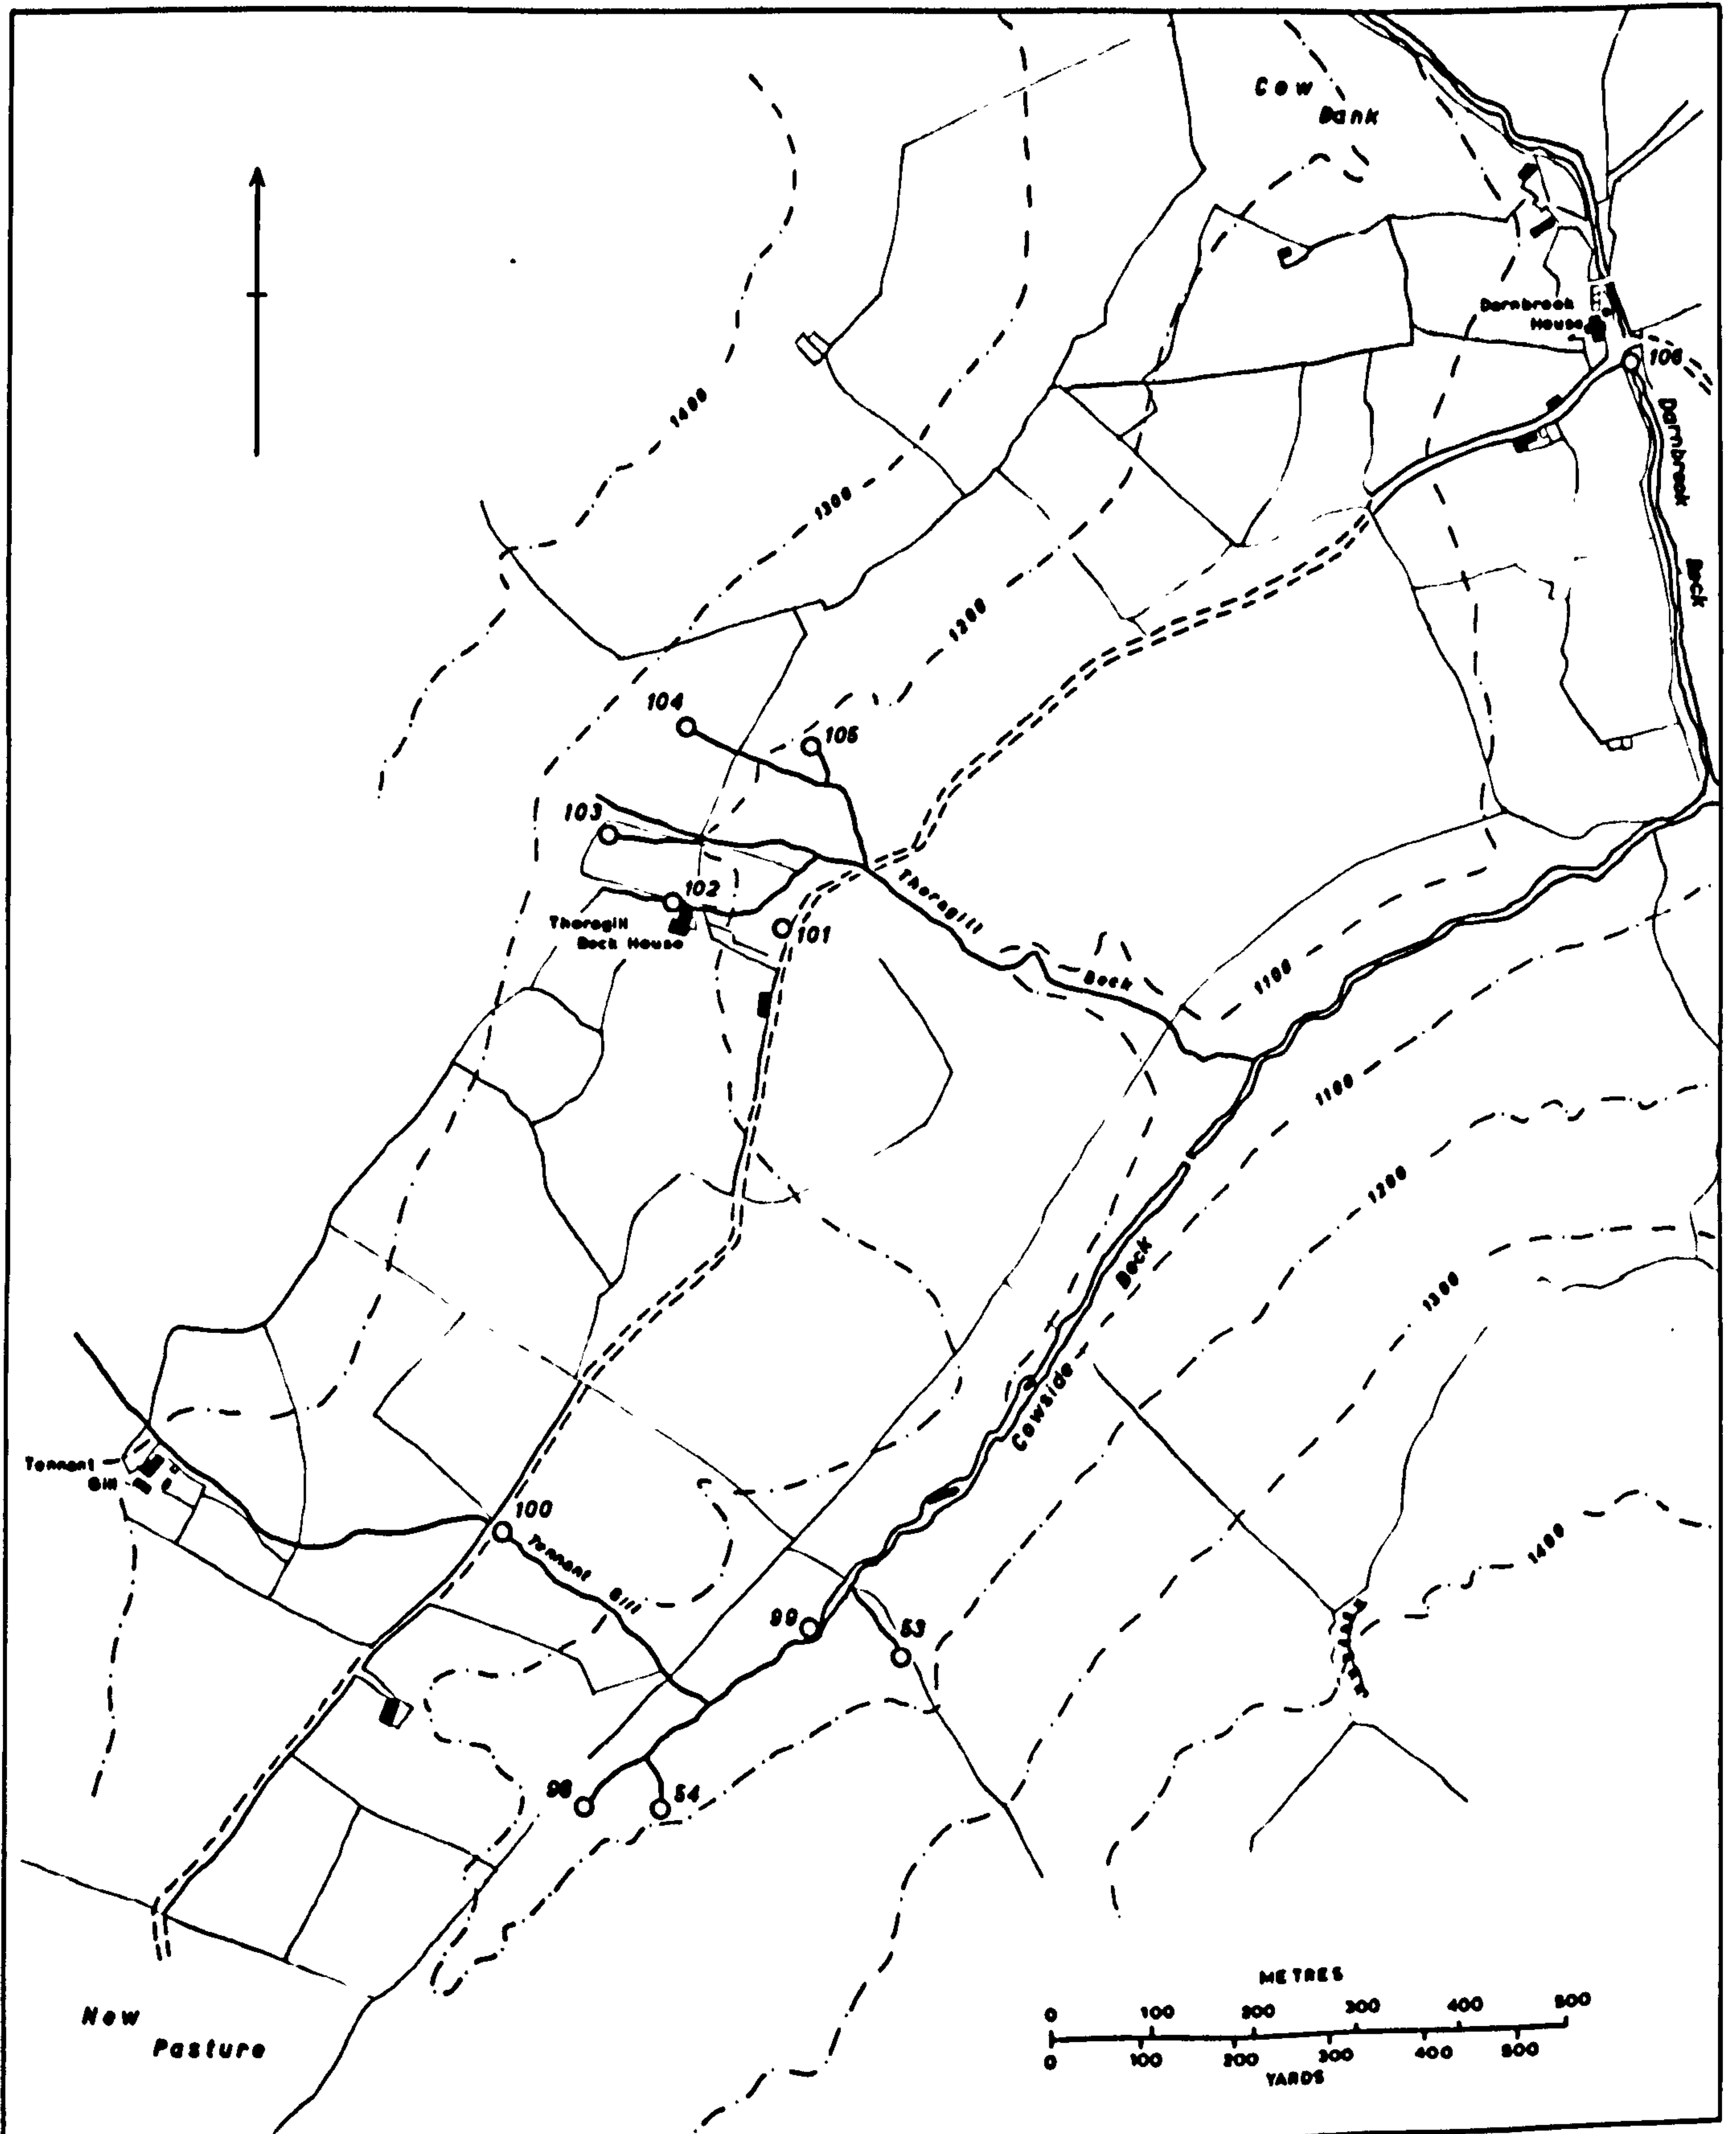 Cow
Bank
Darnbrook
House
106
Darnbrook
Beck
1400
1300
1200
104
105
103
102
Thoragill
Beck House
101
Thoragill
Beck
1100
1100
1200
1300
Beck
Cowside
Tennant
Gill
100
Tennant Gill
1400
99
53
98
54
New
Pasture
METRES
0 100 200 300 400 500
0 100 200 300 400 500
YARDS